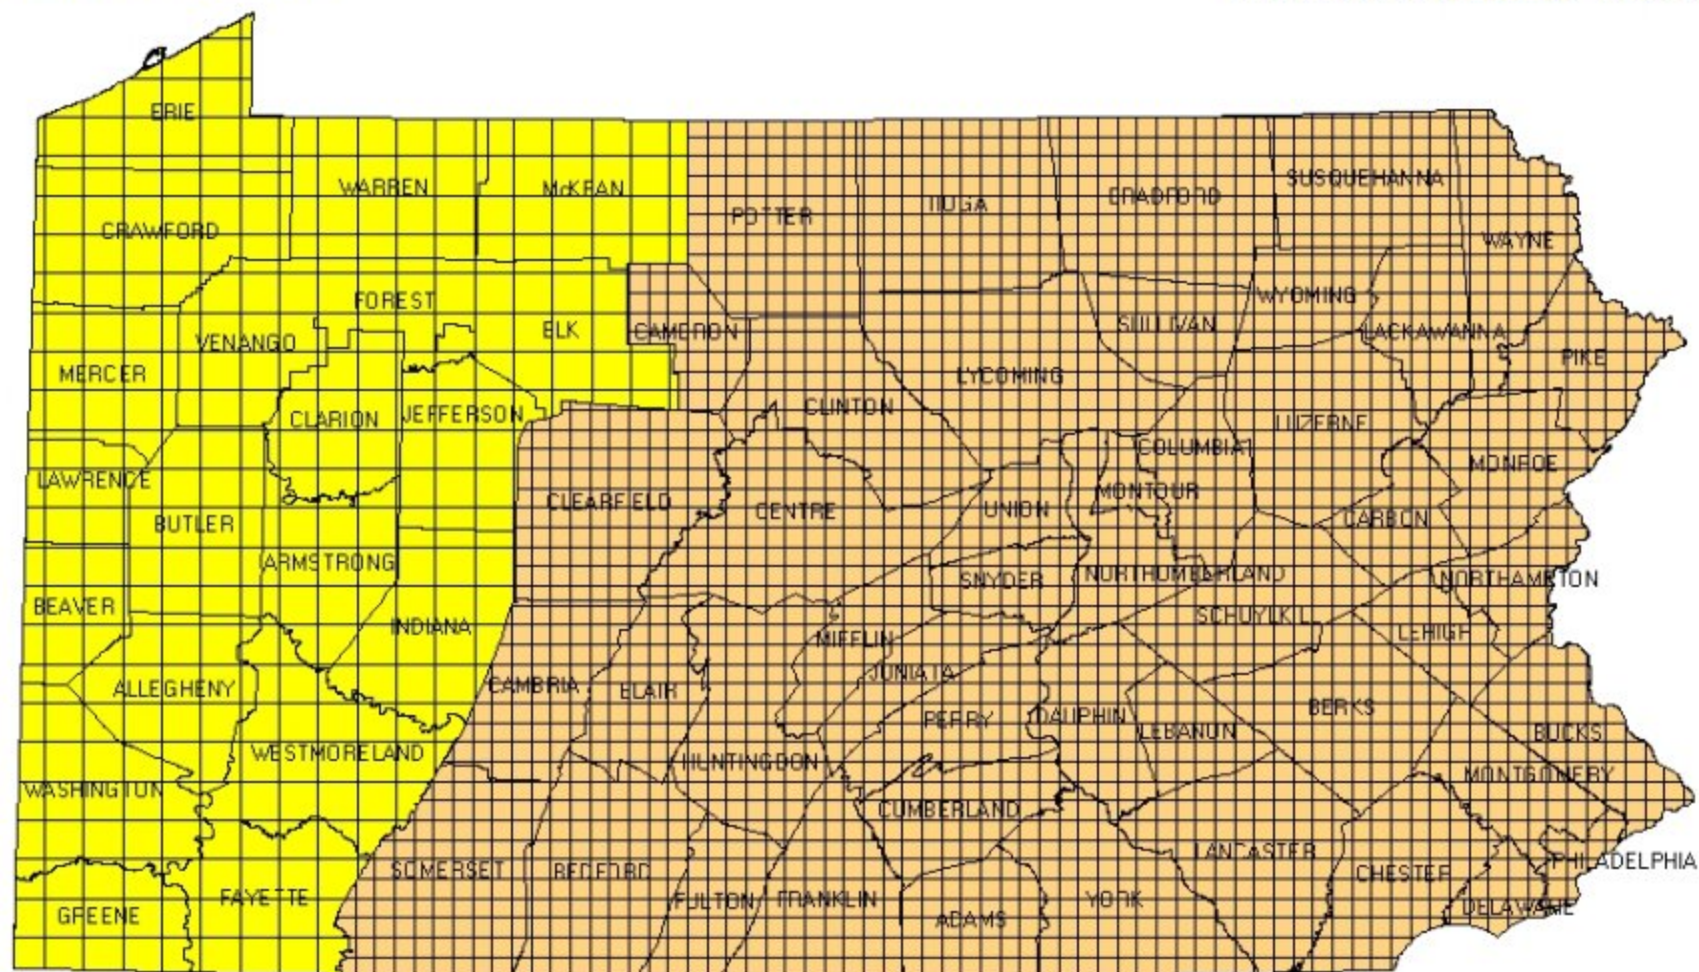 ERIE
WARREN
McKEAN
SUSQUEHANNA
POTTER
TIOGA
BRADFORD
CRAWFORD
WAYNE
FOREST
WYOMING
VENANGO
ELK
CAMERON
SULLIVAN
LACKAWANNA
MERCER
LYCOMING
PIKE
CLARION
JEFFERSON
CLINTON
LUZERNE
COLUMBIA
MONROE
LAWRENCE
CLEARFIELD
CENTRE
UNION
MONTOUR
BUTLER
CARBON
ARMSTRONG
SNYDER
NORTHUMBERLAND
NORTHAMPTON
BEAVER
INDIANA
MIFFLIN
SCHUYLKIL
LEHIGH
ALLEGHENY
CAMBRIA
BLAIR
JUNIATA
PERRY
DAUPHIN
LEBANON
BERKS
BUCKS
WESTMORELAND
HUNTINGDON
MONTGOMERY
WASHINGTON
CUMBERLAND
SOMERSET
BEDFORD
LANCASTER
CHESTER
PHILADELPHIA
GREENE
FAYETTE
FULTON
FRANKLIN
ADAMS
YORK
DELAWARE